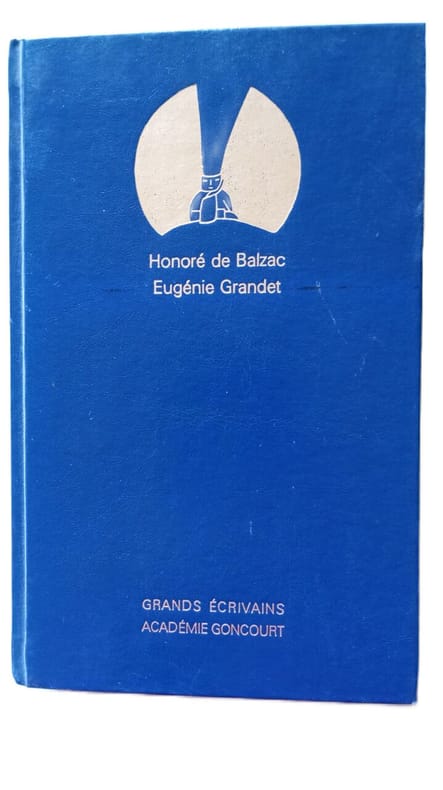 Honoré de Balzac
Eugénie Grandet
GRANDS ÉCRIVAINS
ACADÉMIE GONCOURT